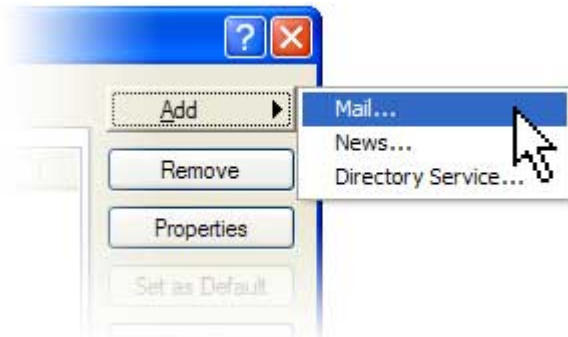 ?
Add
Mail...
News...
Directory Service...
Remove
Properties
Set as Default